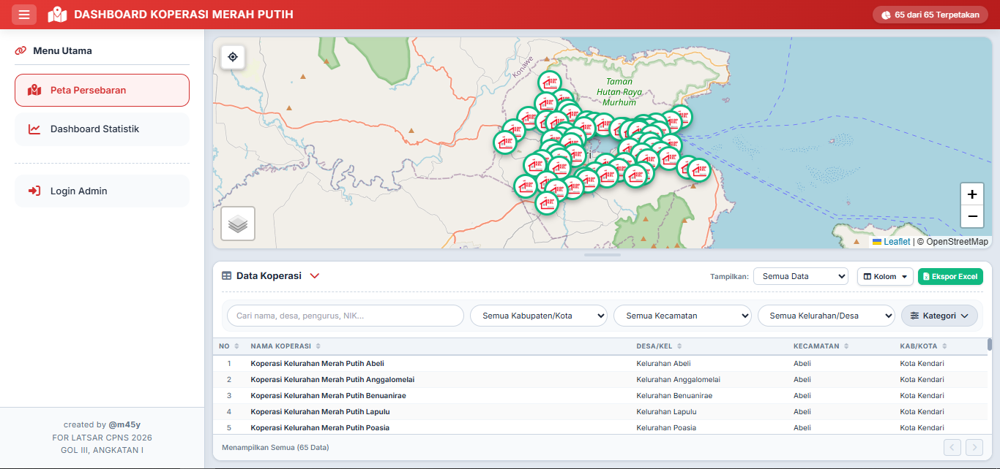 DASHBOARD KOPERASI MERAH PUTIH
65 dari 65 Terpetakan
Menu Utama
Peta Persebaran
Dashboard Statistik
Login Admin
created by @m45y
FOR LATSAR CPNS 2026
GOL III, ANGKATAN I
Konawe
Taman
Hutan Raya
Murhum
+
−
Leaflet | © OpenStreetMap
Data Koperasi
Tampilkan: Semua Data Kolom Ekspor Excel
Cari nama, desa, pengurus, NIK... Semua Kabupaten/Kota Semua Kecamatan Semua Kelurahan/Desa Kategori
NO NAMA KOPERASI DESA/KEL KECAMATAN KAB/KOTA
1 Koperasi Kelurahan Merah Putih Abeli Kelurahan Abeli Abeli Kota Kendari
2 Koperasi Kelurahan Merah Putih Anggalomelai Kelurahan Anggalomelai Abeli Kota Kendari
3 Koperasi Kelurahan Merah Putih Benuanirae Kelurahan Benuanirae Abeli Kota Kendari
4 Koperasi Kelurahan Merah Putih Lapulu Kelurahan Lapulu Abeli Kota Kendari
5 Koperasi Kelurahan Merah Putih Poasia Kelurahan Poasia Abeli Kota Kendari
Menampilkan Semua (65 Data)